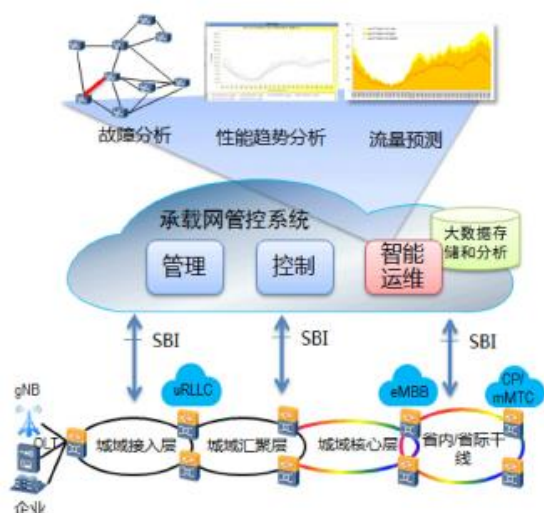 故障分析
性能趋势分析
流量预测
承载网管控系统
管理
控制
智能
运维
大数据存
储和分析
SBI
SBI
SBI
gNB
uRLLC
eMBB
CP/
mMTC
OLT
城域接入层
城域汇聚层
城域核心层
省内/省际干
线
企业